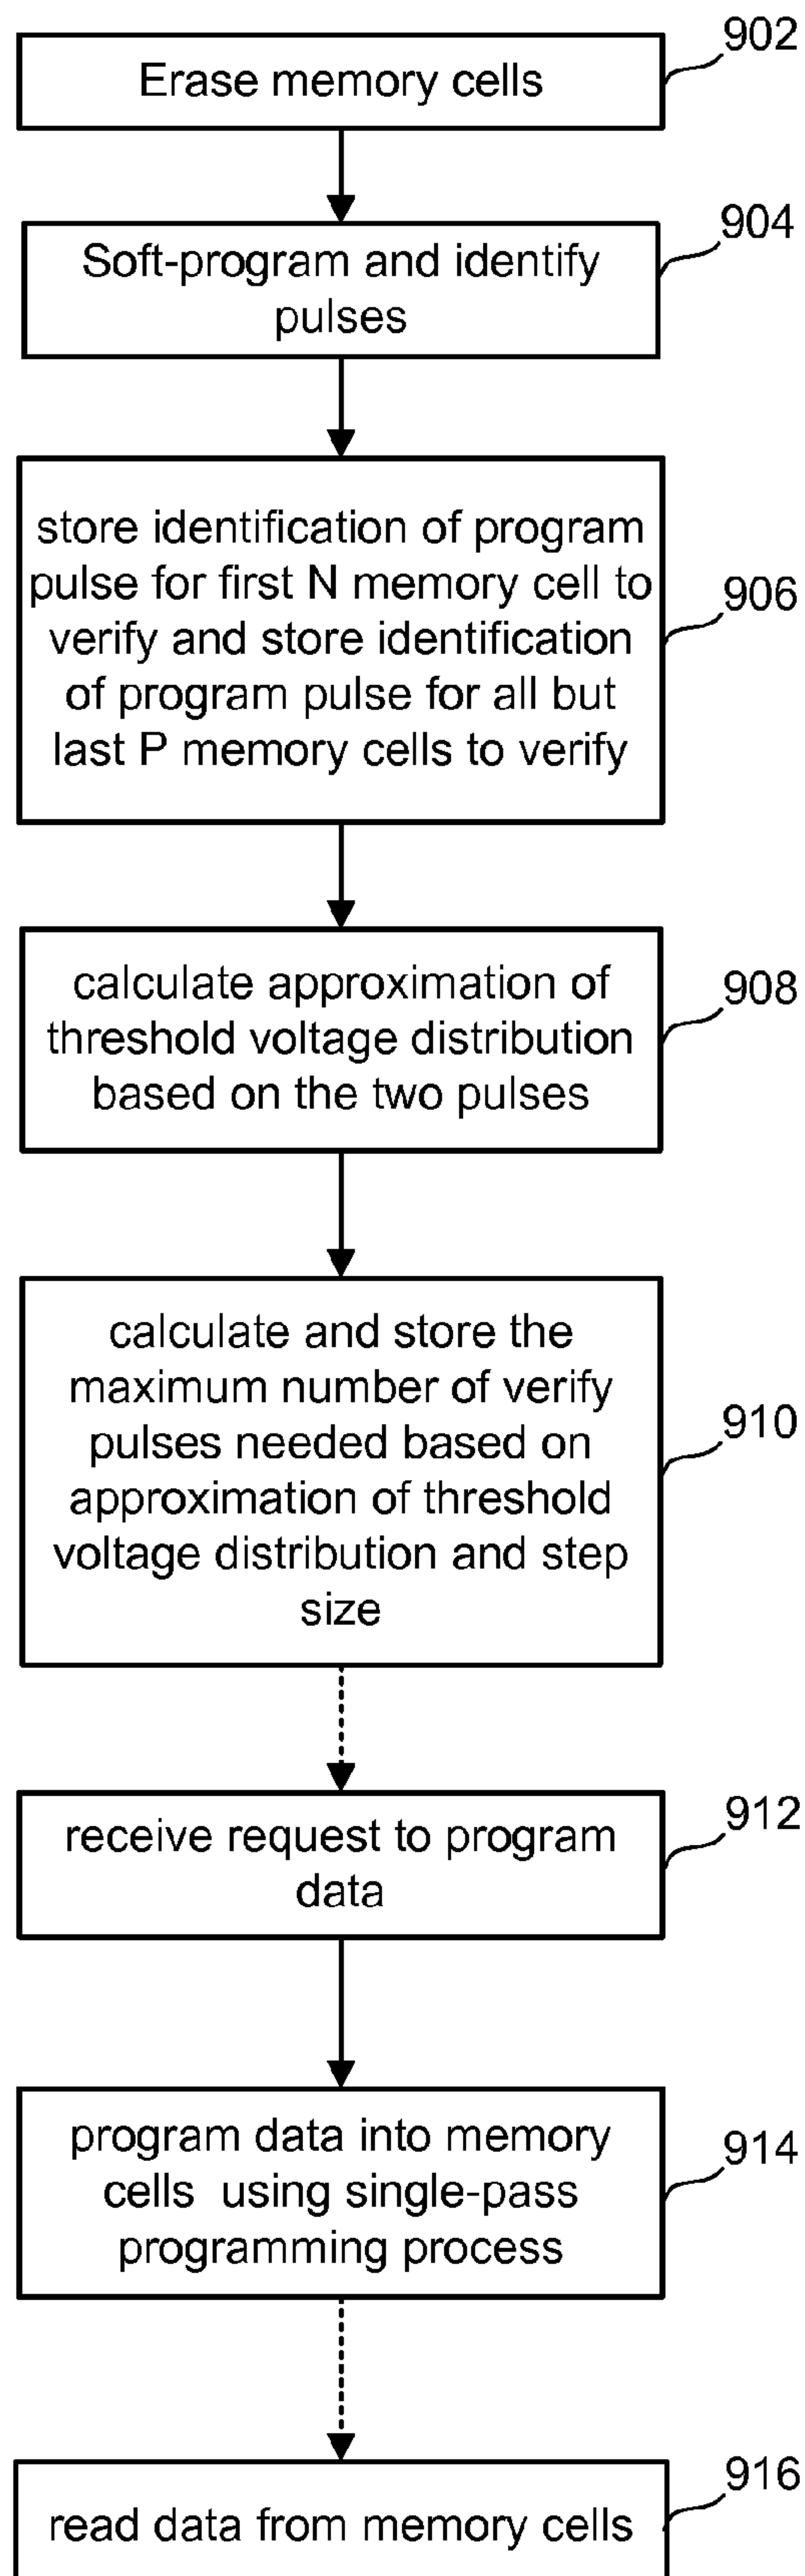 902
Erase memory cells
904
Soft-program and identify
pulses
store identification of program
pulse for first N memory cell to
verify and store identification
of program pulse for all but
last P memory cells to verify
906
calculate approximation of
threshold voltage distribution
based on the two pulses
908
calculate and store the
maximum number of verify
pulses needed based on
approximation of threshold
voltage distribution and step
size
910
receive request to program
data
912
program data into memory
cells using single-pass
programming process
914
read data from memory cells
916